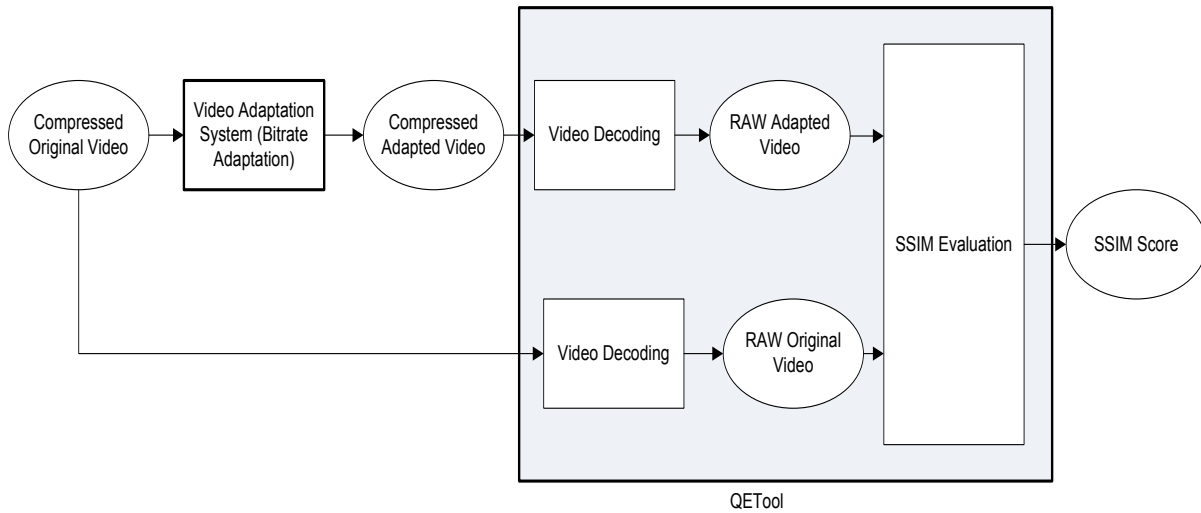 Compressed
Original Video
Video Adaptation
System (Bitrate
Adaptation)
Compressed
Adapted Video
Video Decoding
RAW Adapted
Video
SSIM Evaluation
SSIM Score
Video Decoding
RAW Original
Video
QETool